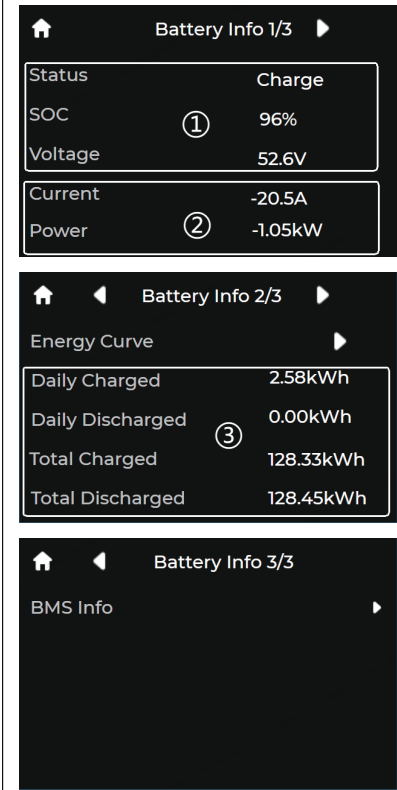 Battery Info 1/3
Status Charge
SOC ① 96%
Voltage 52.6V
Current -20.5A
Power ② -1.05kW
Battery Info 2/3
Energy Curve
Daily Charged 2.58kWh
Daily Discharged 0.00kWh
③
Total Charged 128.33kWh
Total Discharged 128.45kWh
Battery Info 3/3
BMS Info